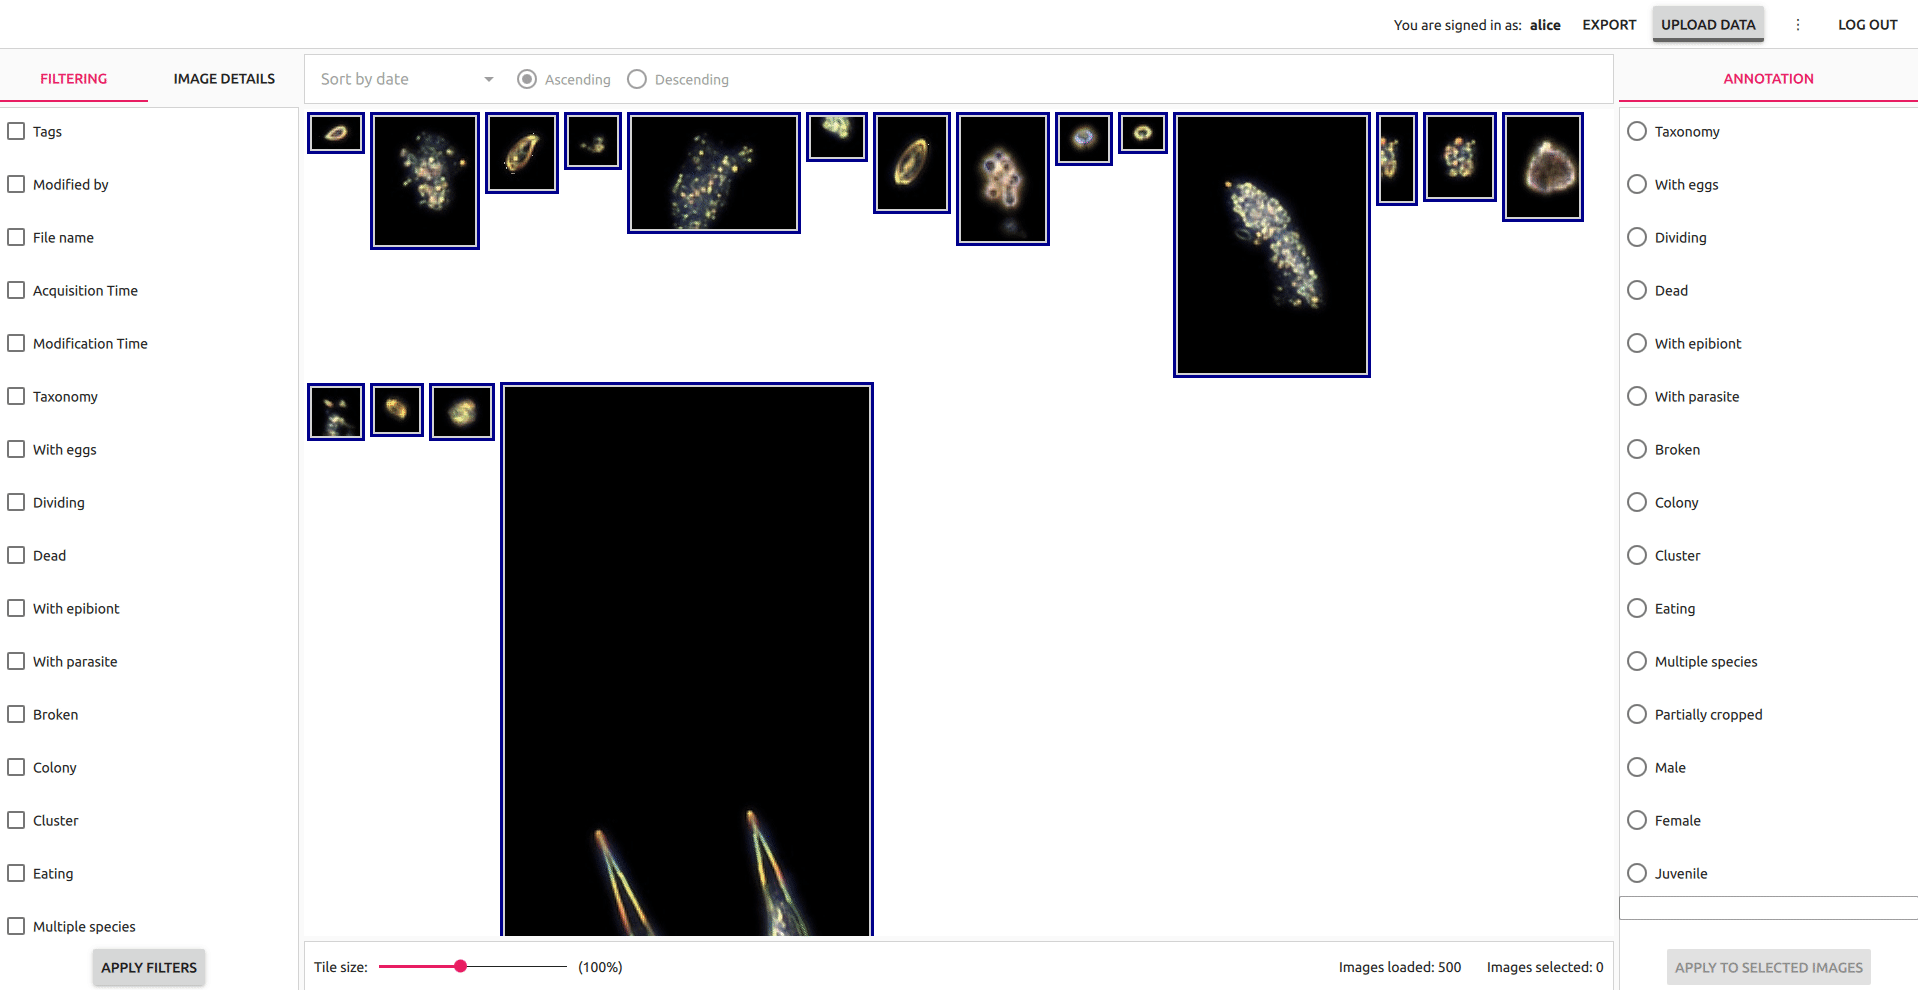 You are signed in as: alice EXPORT UPLOAD DATA LOG OUT
FILTERING IMAGE DETAILS
Sort by date Ascending Descending
ANNOTATION
Tags
Modified by
File name
Acquisition Time
Modification Time
Taxonomy
With eggs
Dividing
Dead
With epibiont
With parasite
Broken
Colony
Cluster
Eating
Multiple species
APPLY FILTERS
Tile size: (100%) Images loaded: 500 Images selected: 0
Taxonomy
With eggs
Dividing
Dead
With epibiont
With parasite
Broken
Colony
Cluster
Eating
Multiple species
Partially cropped
Male
Female
Juvenile
APPLY TO SELECTED IMAGES